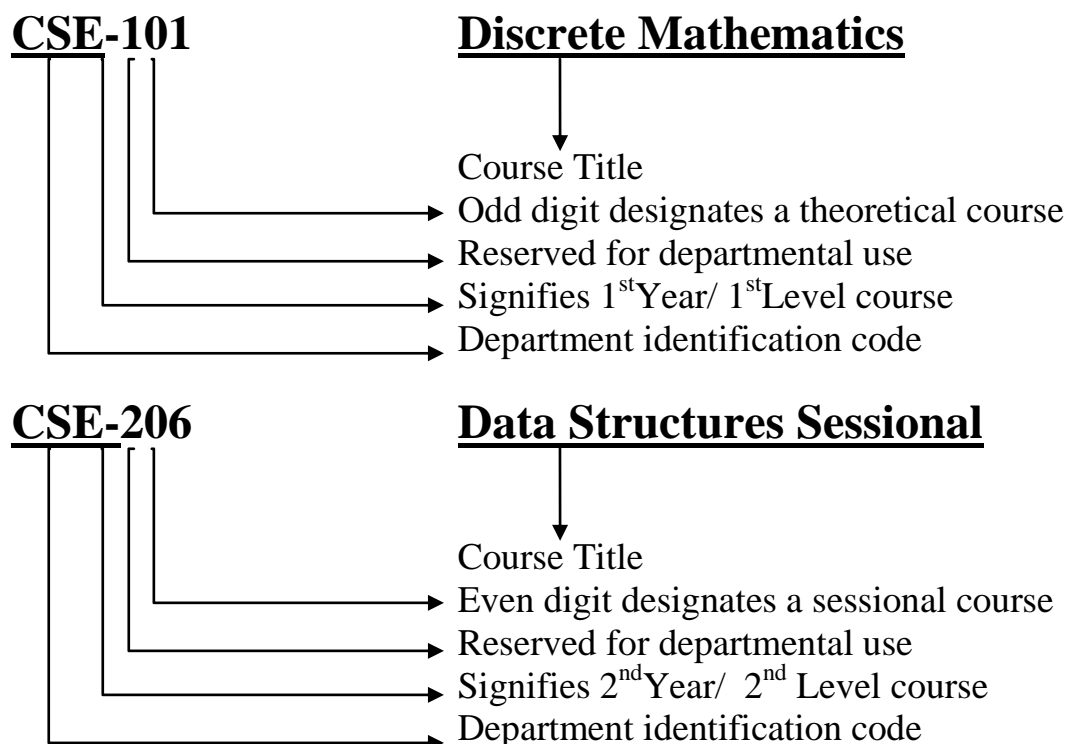 CSE-101 Discrete Mathematics
Course Title
Odd digit designates a theoretical course
Reserved for departmental use
Signifies 1stYear/ 1stLevel course
Department identification code
CSE-206 Data Structures Sessional
Course Title
Even digit designates a sessional course
Reserved for departmental use
Signifies 2ndYear/ 2nd Level course
Department identification code